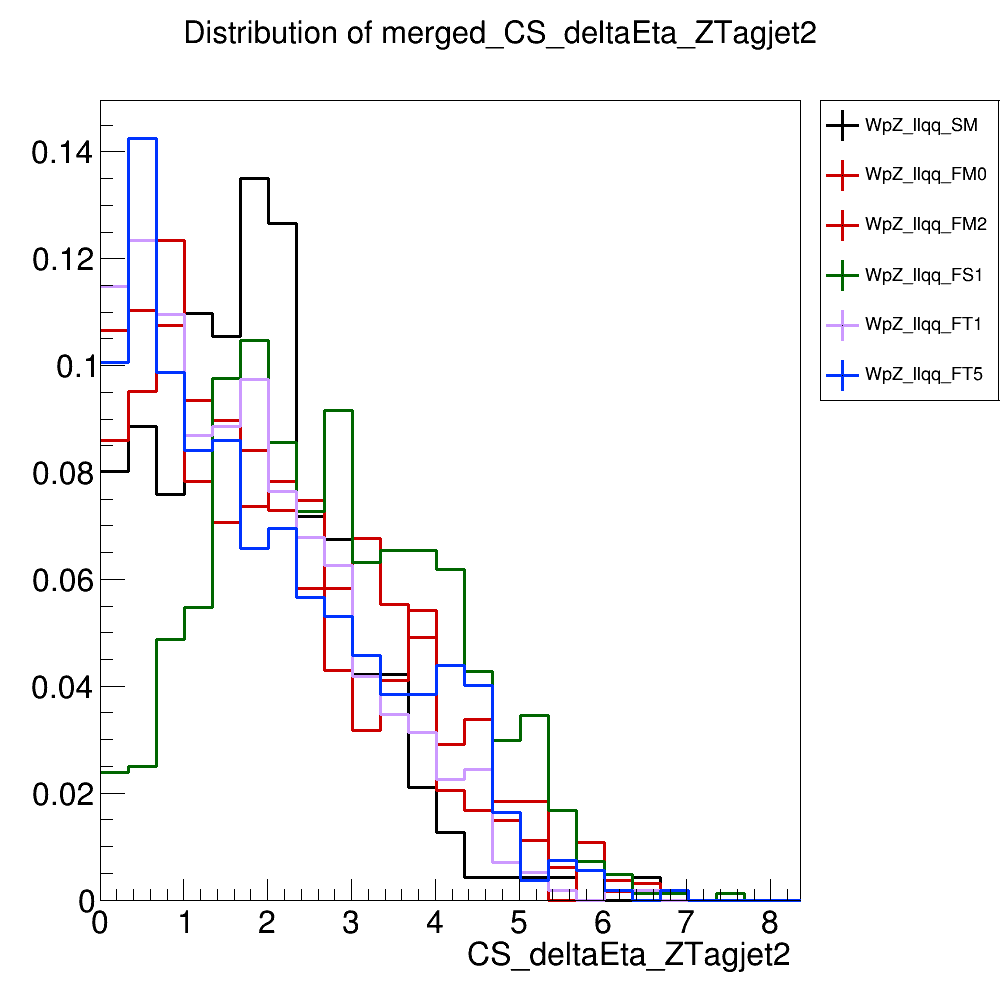 Distribution of merged_CS_deltaEta_ZTagjet2
WpZ_llqq_SM
WpZ_llqq_FM0
WpZ_llqq_FM2
WpZ_llqq_FS1
WpZ_llqq_FT1
WpZ_llqq_FT5
0.14
0.12
0.1
0.08
0.06
0.04
0.02
0
0 1 2 3 4 5 6 7 8
CS_deltaEta_ZTagjet2